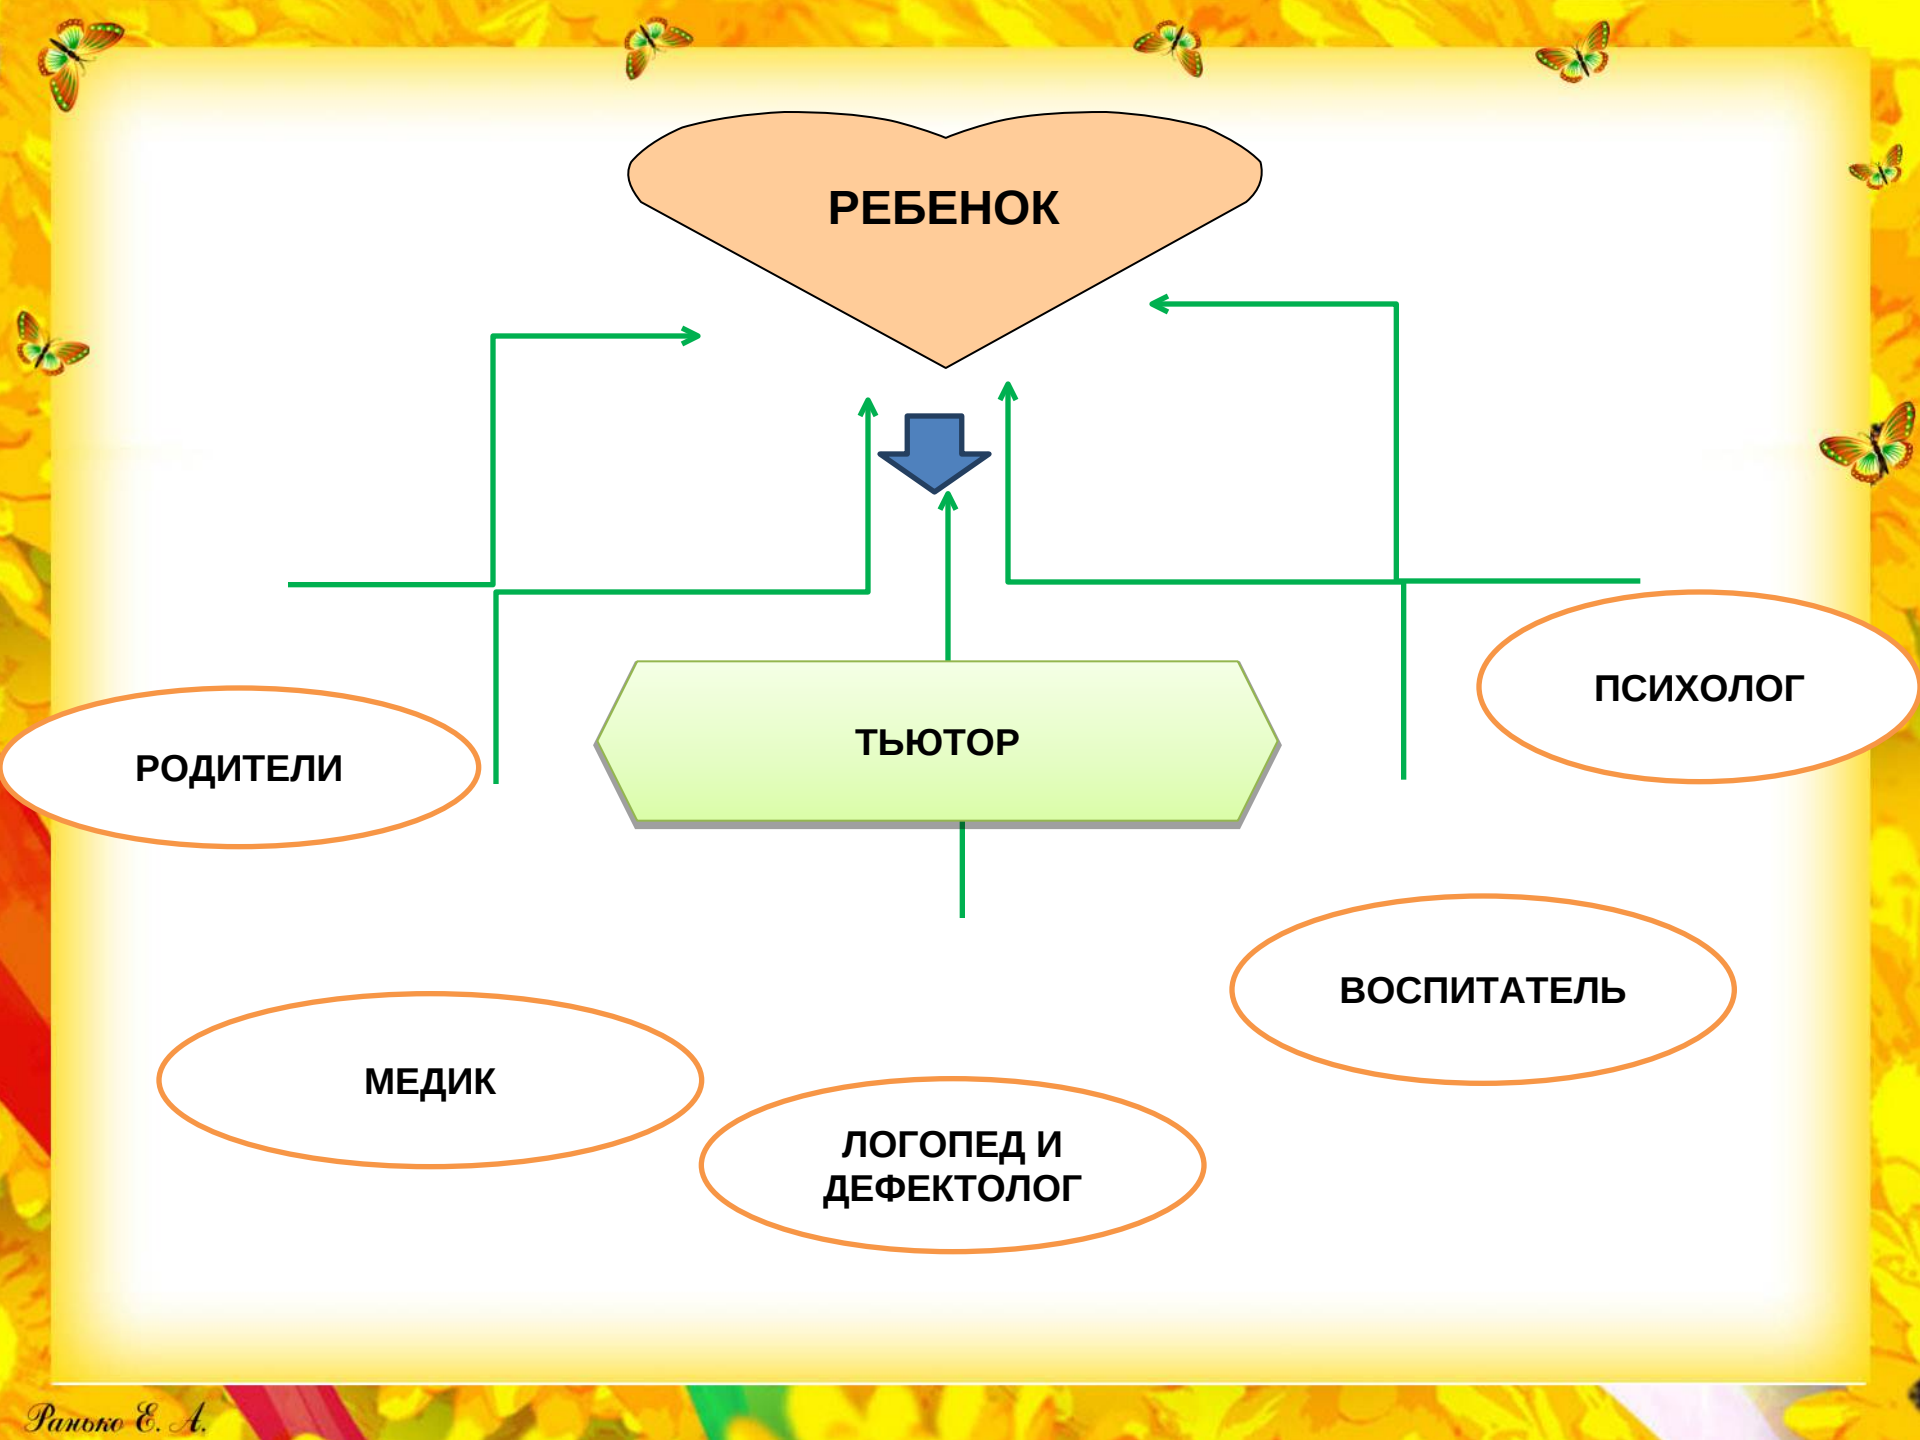 РЕБЕНОК
ПСИХОЛОГ
ТЬЮТОР
РОДИТЕЛИ
ВОСПИТАТЕЛЬ
МЕДИК
ЛОГОПЕД И
ДЕФЕКТОЛОГ
Ранько Е. А.